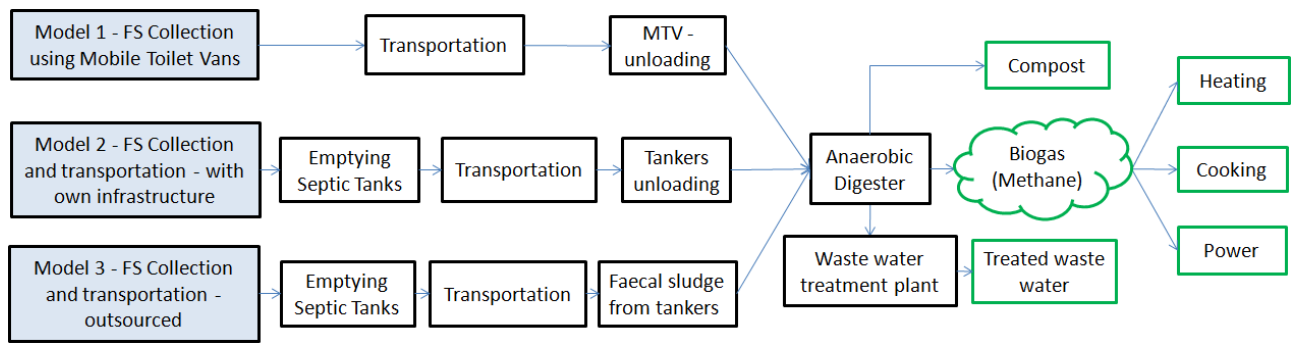 Model 1 - FS Collection
using Mobile Toilet Vans
Transportation
MTV -
unloading
Model 2 - FS Collection
and transportation - with
own infrastructure
Emptying
Septic Tanks
Transportation
Tankers
unloading
Model 3 - FS Collection
and transportation -
outsourced
Emptying
Septic Tanks
Transportation
Faecal sludge
from tankers
Anaerobic
Digester
Compost
Biogas
(Methane)
Waste water
treatment plant
Treated waste
water
Heating
Cooking
Power